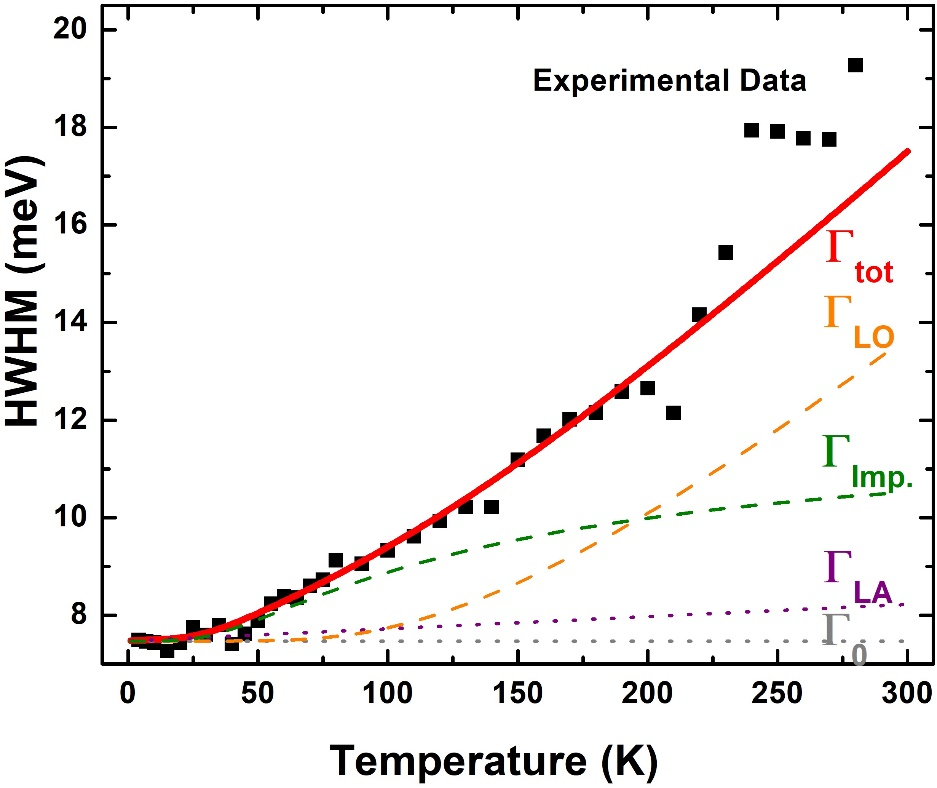 20
18
16
14
12
10
8
HWHM (meV)
Experimental Data
Γtot
ΓLO
ΓImp.
ΓLA
Γ0
0 50 100 150 200 250 300
Temperature (K)